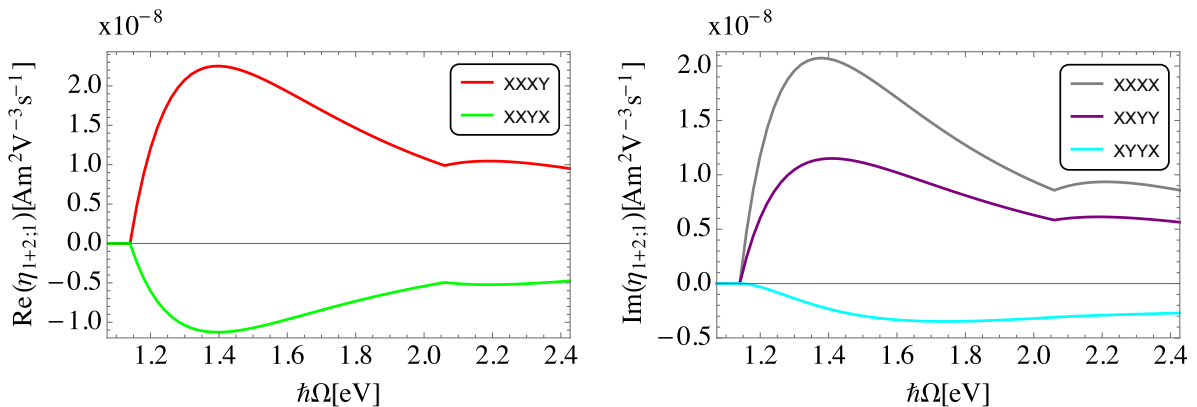 x10⁻⁸
Re(η₁₊₂;₁)[Am²V⁻³s⁻¹]
2.0
1.0
0.0
−0.5
−1.0
XXXY
XXYX
1.2 1.4 1.6 1.8 2.0 2.2 2.4
ℏΩ[eV]
x10⁻⁸
Im(η₁₊₂;₁)[Am²V⁻³s⁻¹]
2.0
1.5
1.0
0.5
0.0
−0.5
XXXX
XXYY
XYYX
1.2 1.4 1.6 1.8 2.0 2.2 2.4
ℏΩ[eV]